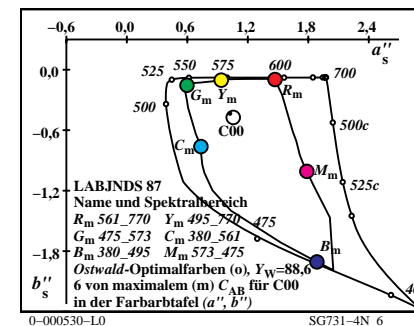 −0,6 0,0 0,6 1,2 1,8 2,4
a"s
525 550 575 600 700
0,0
Gm Ym Rm
500
C00
500c
−0,6
Cm
Mm
525c
−1,2
LABJNDS 87
Name und Spektralbereich
Rm 561_770 Ym 495_770
Gm 475_573 Cm 380_561
475
Bm 380_495 Mm 573_475
Bm
−1,8
Ostwald-Optimalfarben (o), YW=88,6
b"s
6 von maximalem (m) CAB für C00
in der Farbartafel (a", b")
0−000530−L0 SG731−4N 6